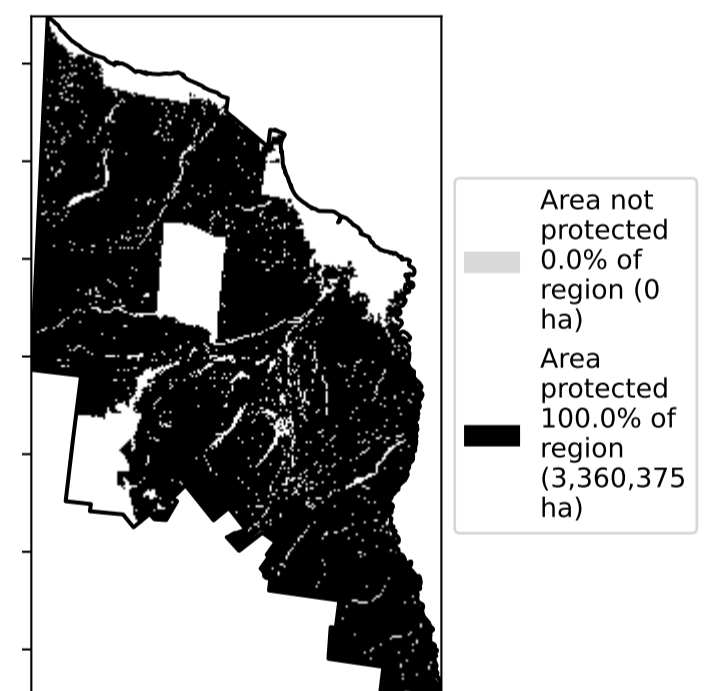 Area not
protected
0.0% of
region (0
ha)
Area
protected
100.0% of
region
(3,360,375
ha)